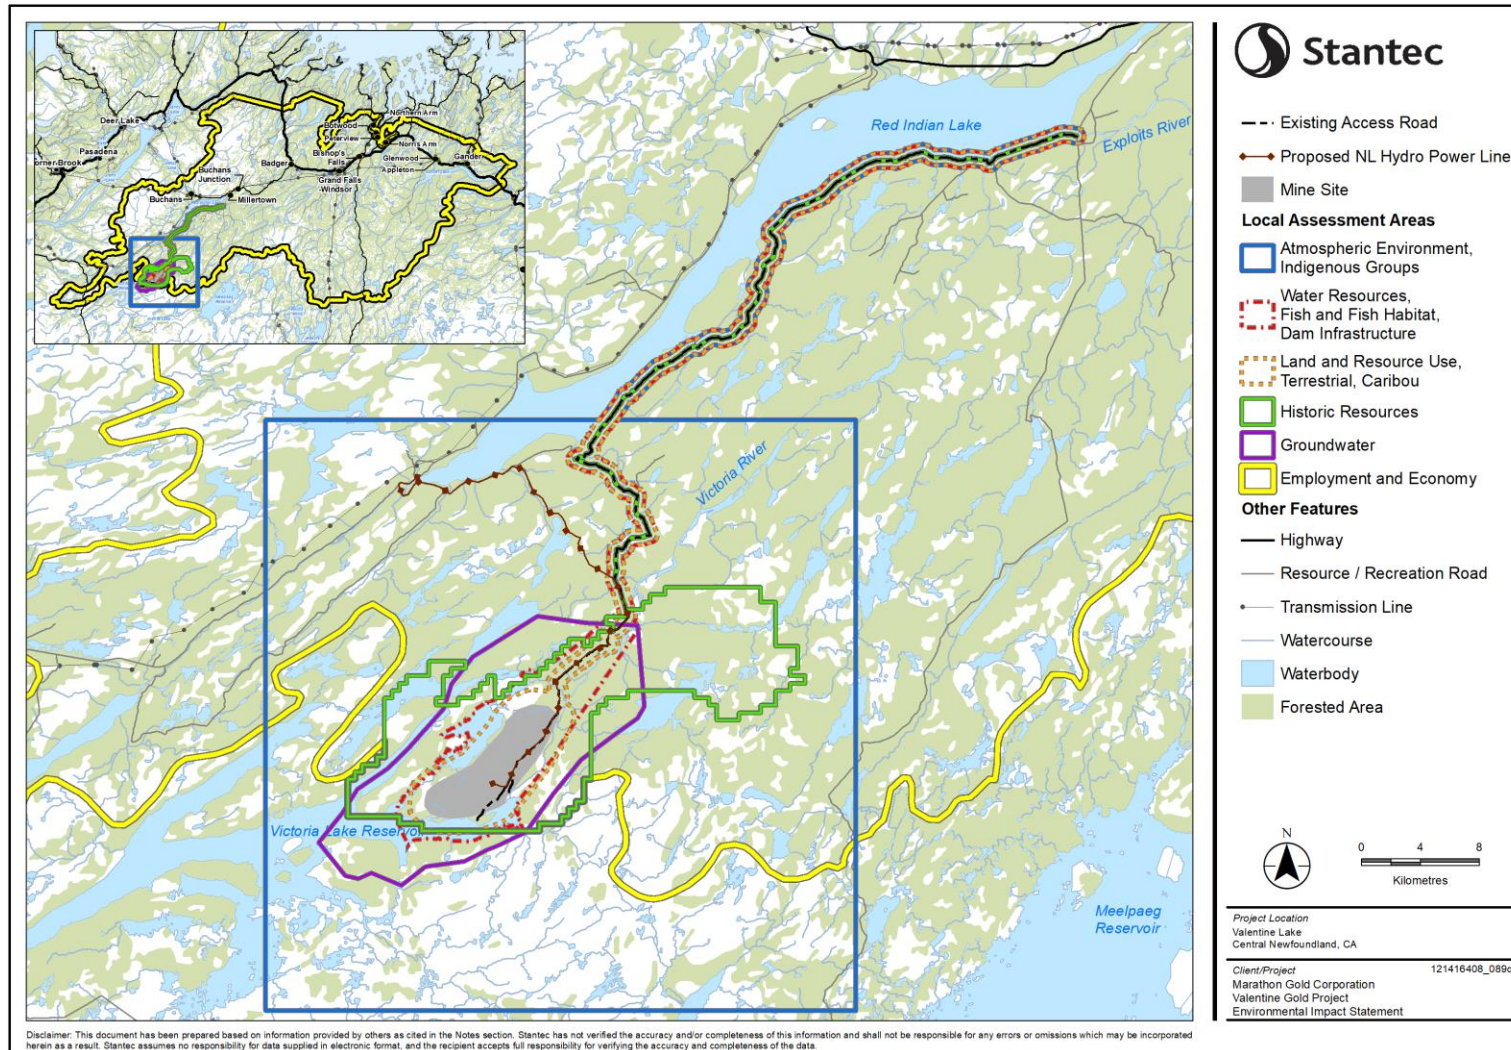 Deer Lake
Pasadena
orner Brook
Buchans
Junction
Buchans
Millertown
Badger
Northern Arm
Botwood
Peterview
Norris Arm
Bishop's
Falls
Glenwood
Gander
Appleton
Grand Falls
Windsor
Red Indian Lake
Exploits River
Victoria River
Victoria Lake Reservoir
Meelpaeg
Reservoir
Stantec
Existing Access Road
Proposed NL Hydro Power Line
Mine Site
Local Assessment Areas
Atmospheric Environment,
Indigenous Groups
Water Resources,
Fish and Fish Habitat,
Dam Infrastructure
Land and Resource Use,
Terrestrial, Caribou
Historic Resources
Groundwater
Employment and Economy
Other Features
Highway
Resource / Recreation Road
Transmission Line
Watercourse
Waterbody
Forested Area
N
0 4 8
Kilometres
Project Location
Valentine Lake
Central Newfoundland, CA
Client/Project 121416408_089c
Marathon Gold Corporation
Valentine Gold Project
Environmental Impact Statement
Disclaimer: This document has been prepared based on information provided by others as cited in the Notes section. Stantec has not verified the accuracy and/or completeness of this information and shall not be responsible for any errors or omissions which may be incorporated
herein as a result. Stantec assumes no responsibility for data supplied in electronic format, and the recipient accepts full responsibility for verifying the accuracy and completeness of the data.